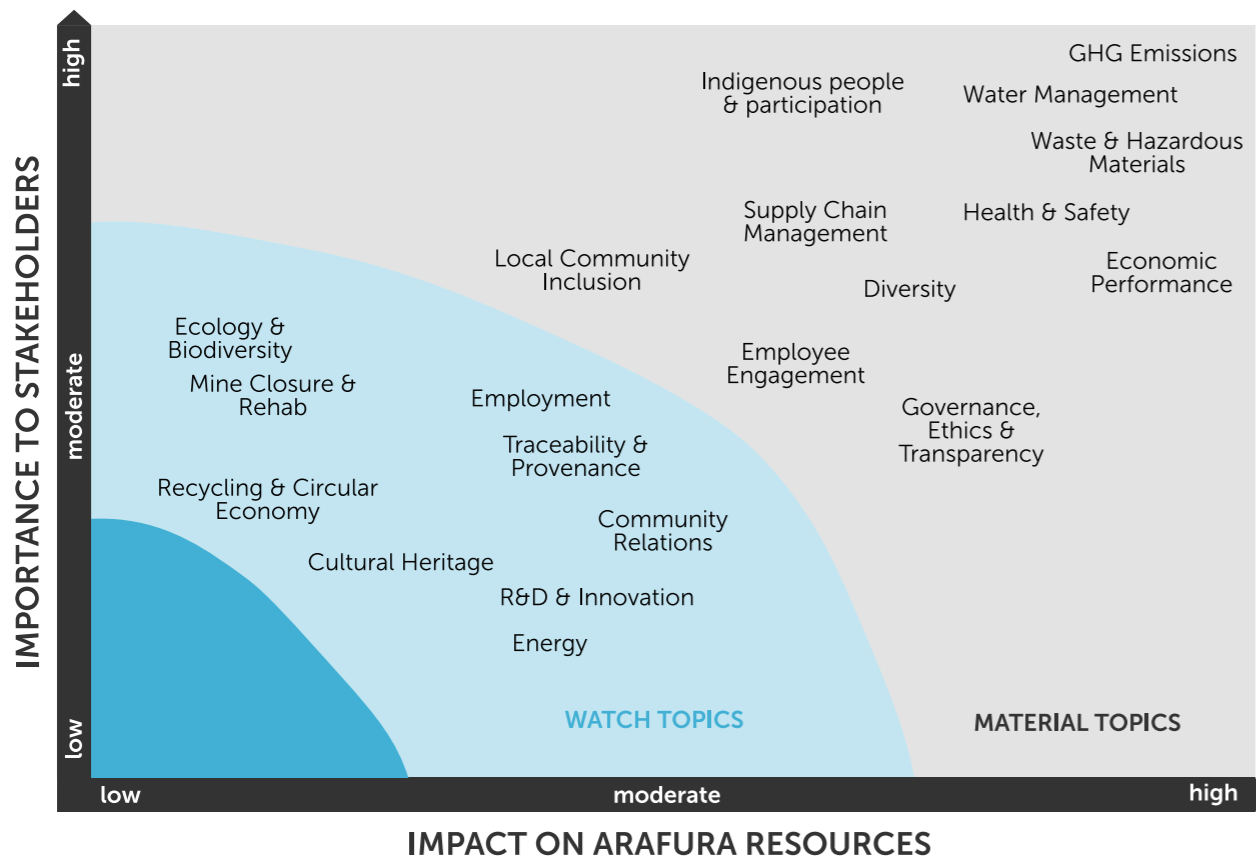 IMPORTANCE TO STAKEHOLDERS
high
moderate
low
GHG Emissions
Indigenous people
& participation
Water Management
Waste & Hazardous
Materials
Supply Chain
Management
Health & Safety
Local Community
Inclusion
Economic
Performance
Diversity
Ecology &
Biodiversity
Employee
Engagement
Mine Closure &
Rehab
Employment
Governance,
Ethics &
Transparency
Traceability &
Provenance
Recycling & Circular
Economy
Community
Relations
Cultural Heritage
R&D & Innovation
Energy
WATCH TOPICS
MATERIAL TOPICS
low
moderate
high
IMPACT ON ARAFURA RESOURCES